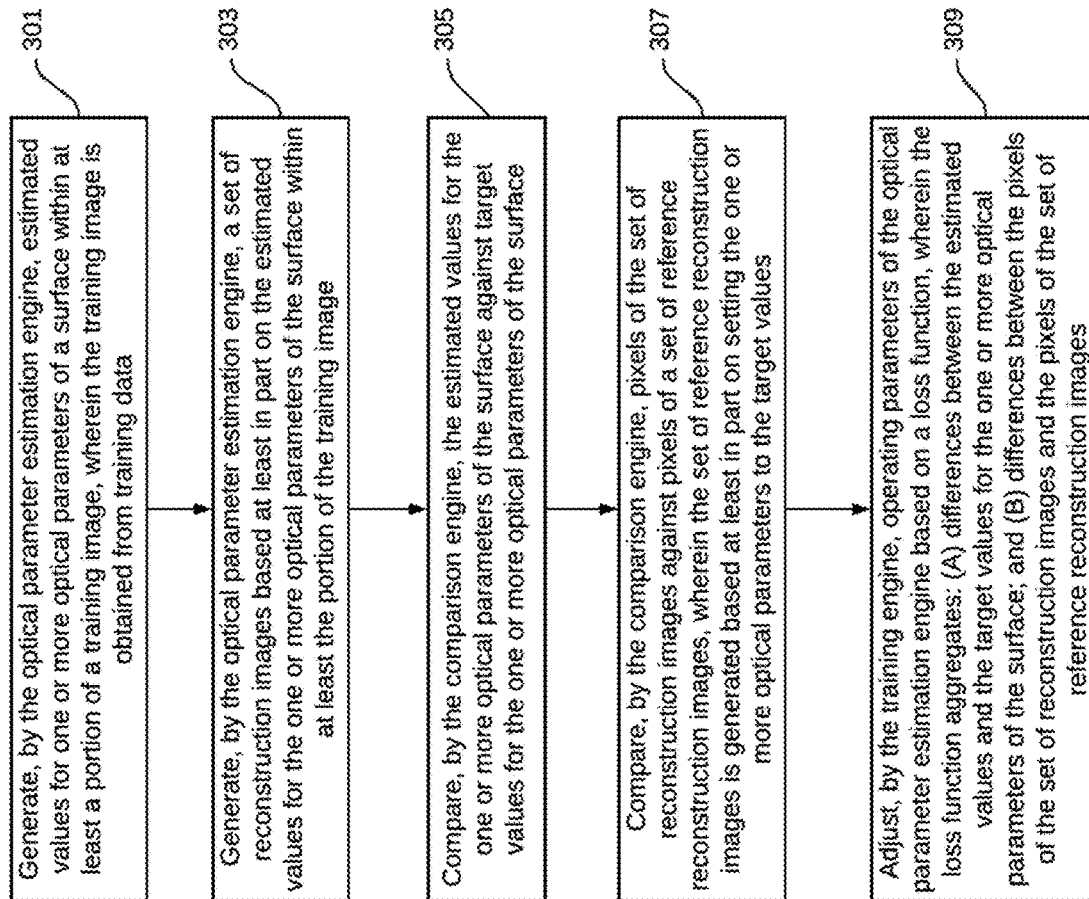 Generate, by the optical parameter estimation engine, estimated
values for one or more optical parameters of a surface within at
least a portion of a training image, wherein the training image is
obtained from training data
301
Generate, by the optical parameter estimation engine, a set of
reconstruction images based at least in part on the estimated
values for the one or more optical parameters of the surface within
at least the portion of the training image
303
Compare, by the comparison engine, the estimated values for the
one or more optical parameters of the surface against target
values for the one or more optical parameters of the surface
305
Compare, by the comparison engine, pixels of the set of
reconstruction images against pixels of a set of reference
reconstruction images, wherein the set of reference reconstruction
images is generated based at least in part on setting the one or
more optical parameters to the target values
307
Adjust, by the training engine, operating parameters of the optical
parameter estimation engine based on a loss function, wherein the
loss function aggregates: (A) differences between the estimated
values and the target values for the one or more optical
parameters of the surface; and (B) differences between the pixels
of the set of reconstruction images and the pixels of the set of
reference reconstruction images
309